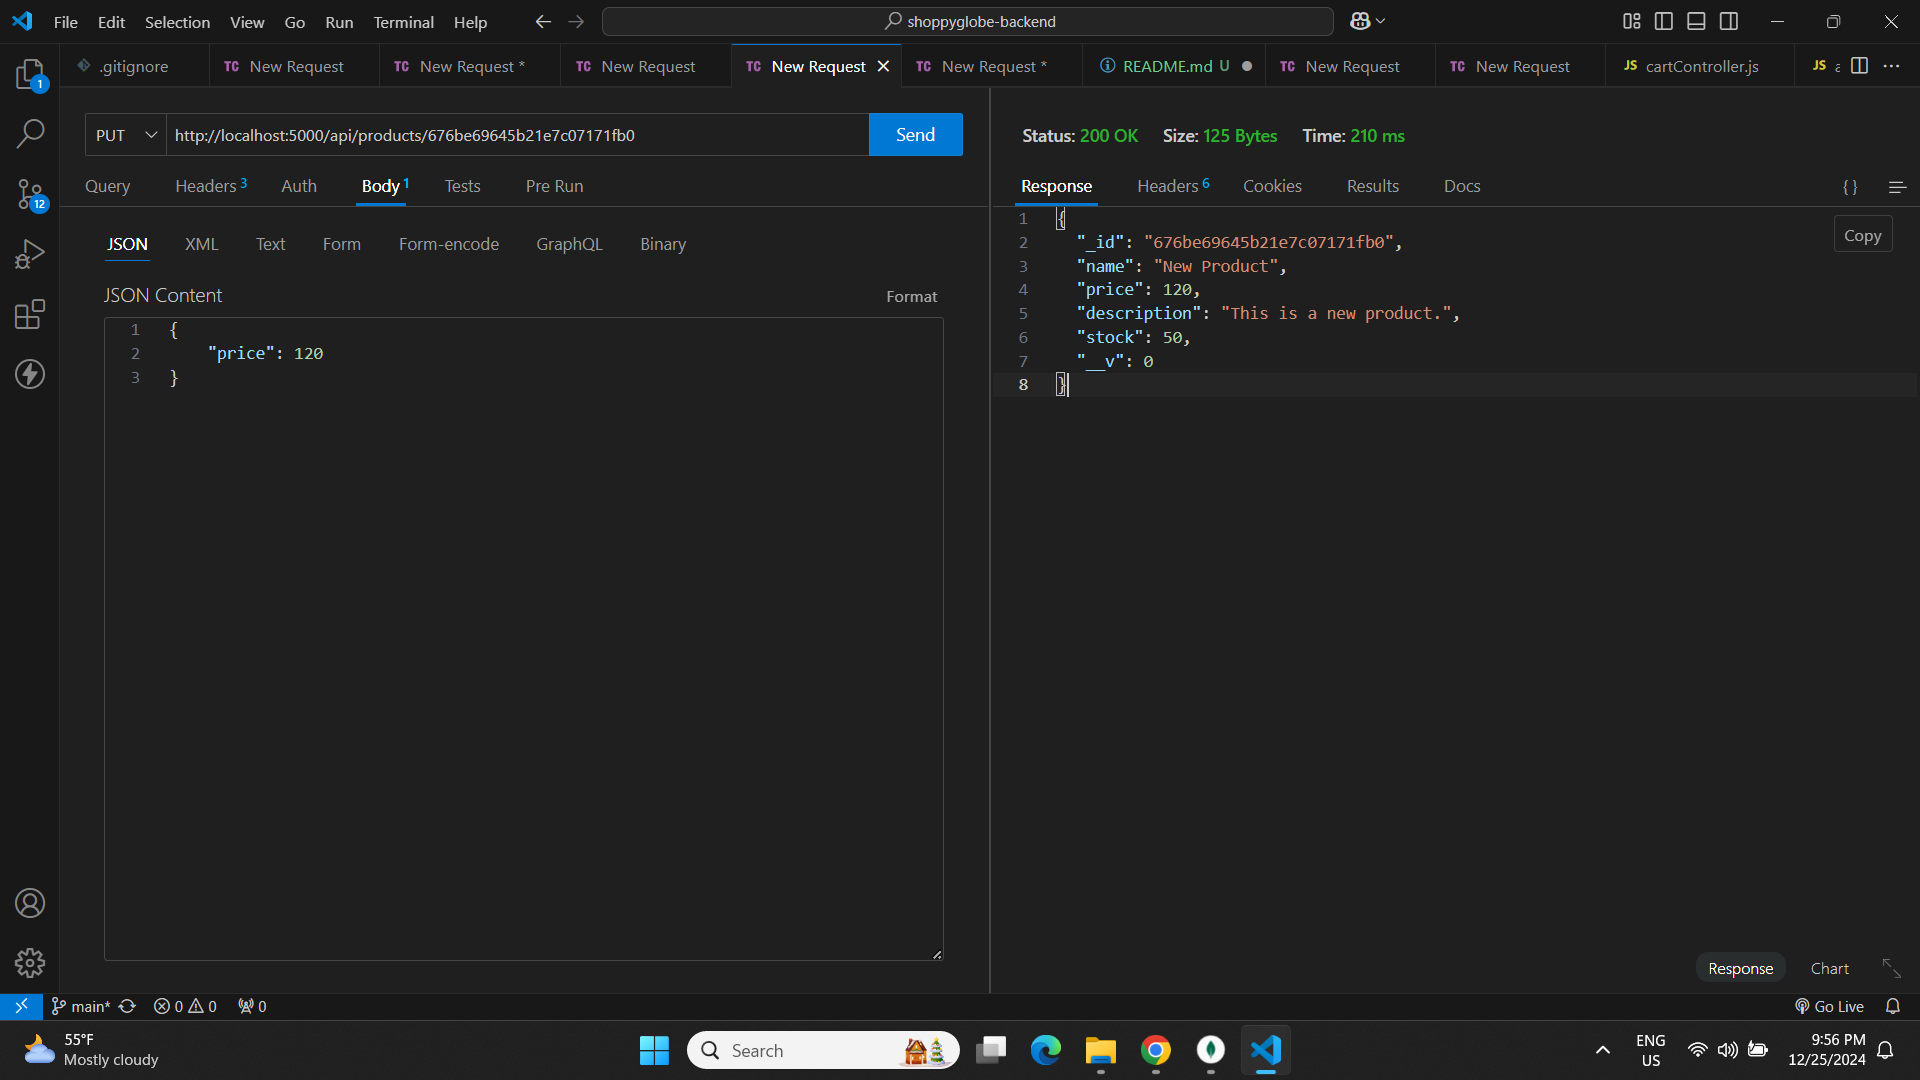 File Edit Selection View Go Run Terminal Help
shoppyglobe-backend
.gitignore TC New Request TC New Request * TC New Request TC New Request TC New Request * README.md U TC New Request TC New Request JS cartController.js JS
1
12
PUT http://localhost:5000/api/products/676be69645b21e7c07171fb0 Send
Query Headers 3 Auth Body 1 Tests Pre Run
JSON XML Text Form Form-encode GraphQL Binary
JSON Content Format
1 {
2 "price": 120
3 }
Status: 200 OK Size: 125 Bytes Time: 210 ms
Response Headers 6 Cookies Results Docs {}
Copy
1 {
2 "_id": "676be69645b21e7c07171fb0",
3 "name": "New Product",
4 "price": 120,
5 "description": "This is a new product.",
6 "stock": 50,
7 "__v": 0
8 }
Response Chart
main* 0 0 0 Go Live
55°F
Mostly cloudy
Search
ENG
US
9:56 PM
12/25/2024